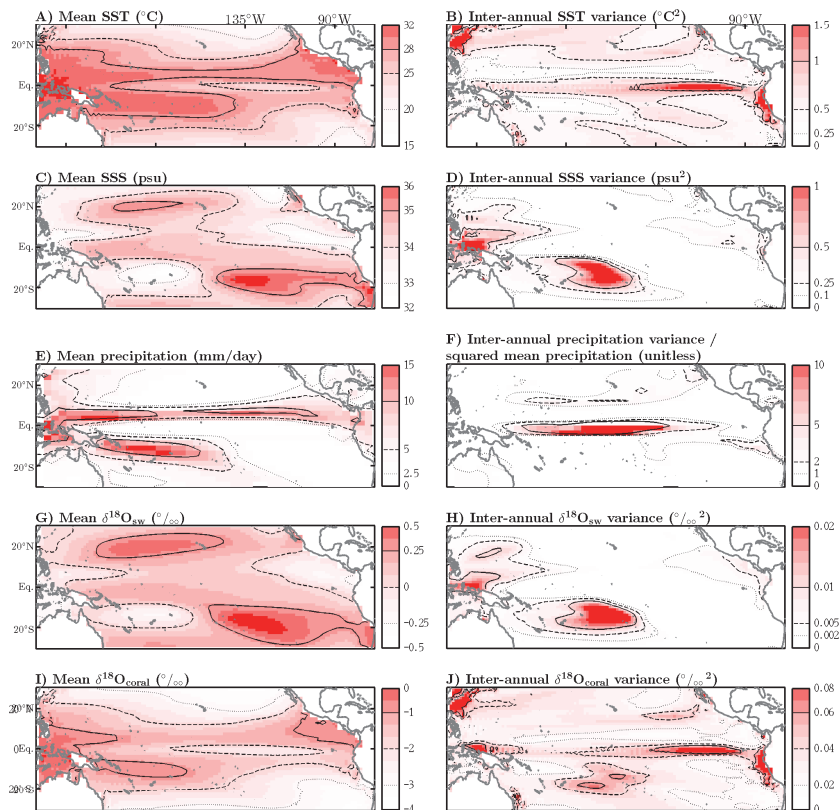 A) Mean SST (°C)
135°W
90°W
20°N
Eq.
20°S
32
28
25
20
15
B) Inter-annual SST variance (°C²)
90°W
1.5
1
0.5
0.25
0
C) Mean SSS (psu)
20°N
Eq.
20°S
36
35
34
33
32
D) Inter-annual SSS variance (psu²)
1
0.5
0.1
0
E) Mean precipitation (mm/day)
20°N
Eq.
20°S
15
10
5
2.5
0
F) Inter-annual precipitation variance /
squared mean precipitation (unitless)
10
5
2
1
0
G) Mean δ¹⁸Osw (°/∞)
20°N
Eq.
20°S
0.5
0.25
0
−0.25
−0.5
H) Inter-annual δ¹⁸Osw variance (°/∞²)
0.02
0.01
0.005
0.002
0
I) Mean δ¹⁸Ocoral (°/∞)
0
−1
−2
−3
−4
J) Inter-annual δ¹⁸Ocoral variance (°/∞²)
0.08
0.04
0.02
0